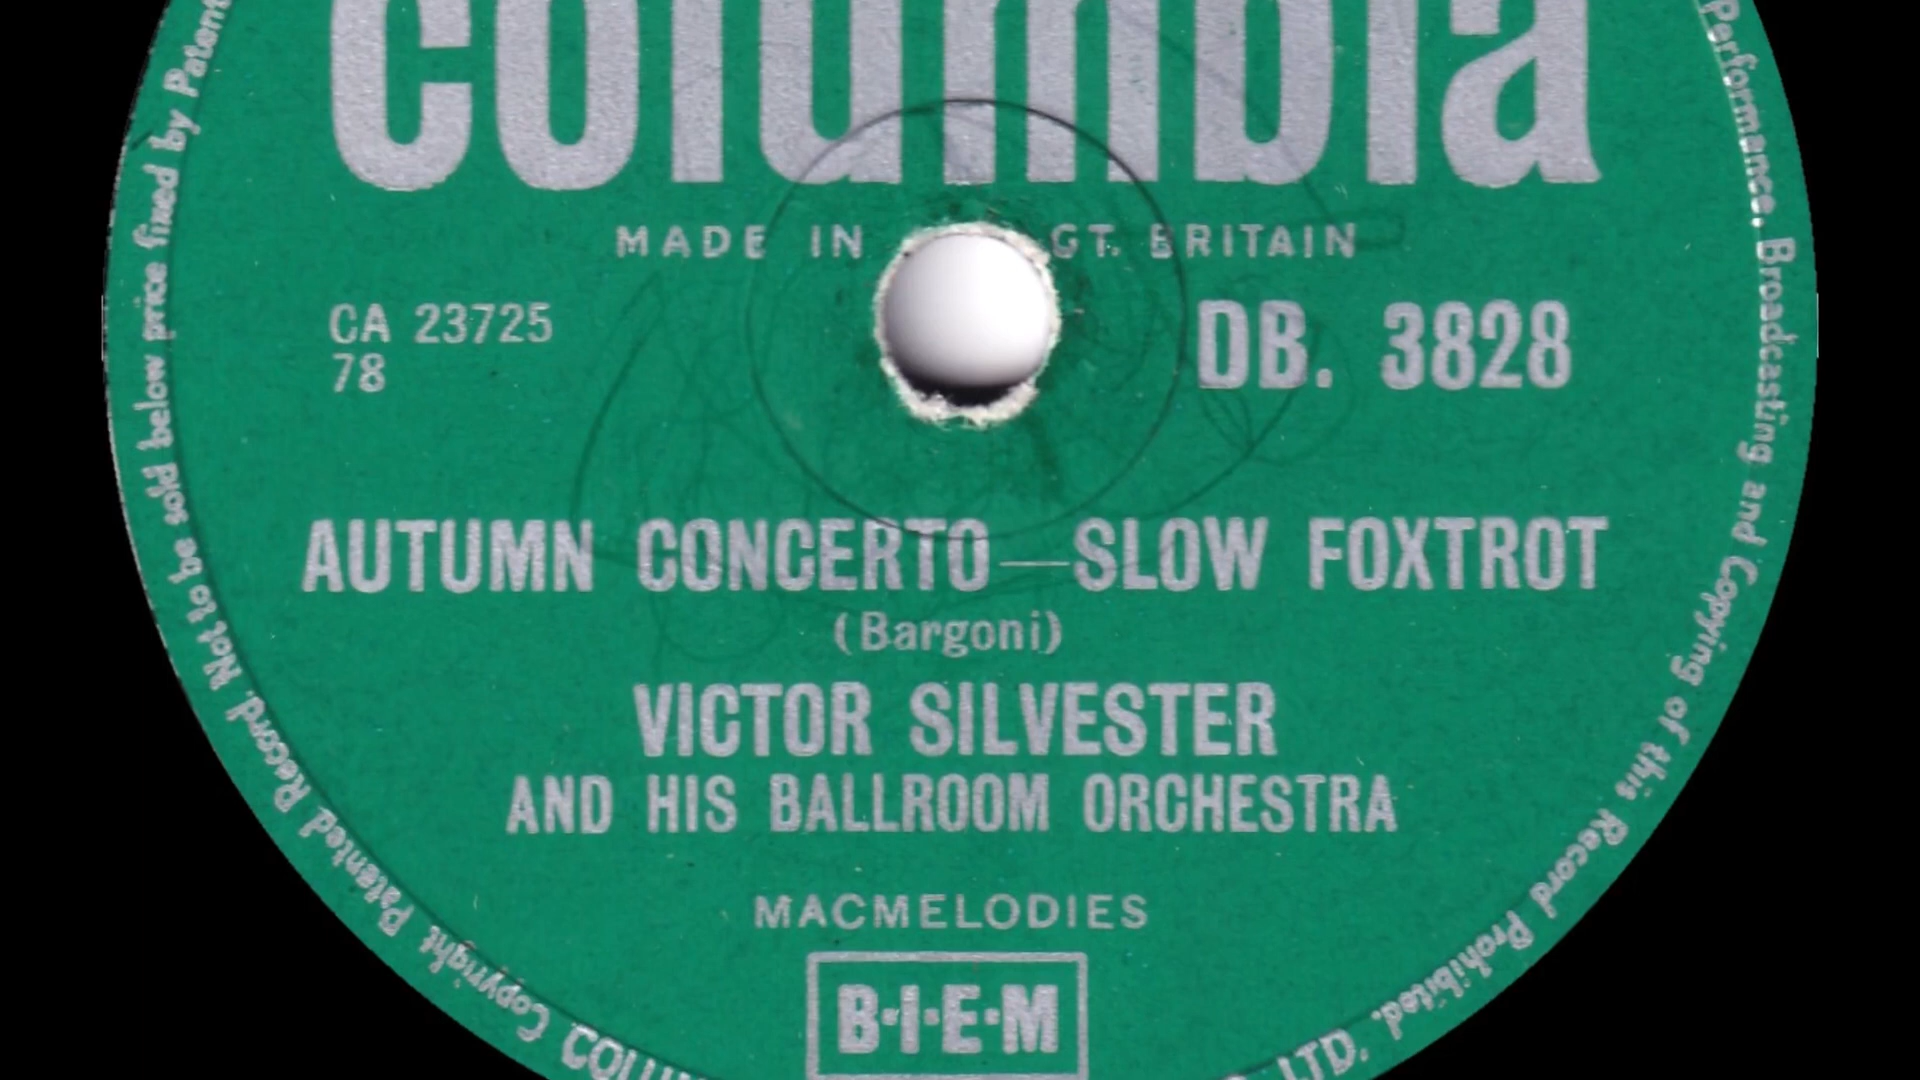 columbia
MADE IN GT. BRITAIN
CA 23725
78
DB. 3828
AUTUMN CONCERTO—SLOW FOXTROT
(Bargoni)
VICTOR SILVESTER
AND HIS BALLROOM ORCHESTRA
MACMELODIES
B·I·E·M
LTD. Copyright Patented Record. Not to be sold below price fixed by
Performance, Broadcasting and Copying of this Record Prohibited.